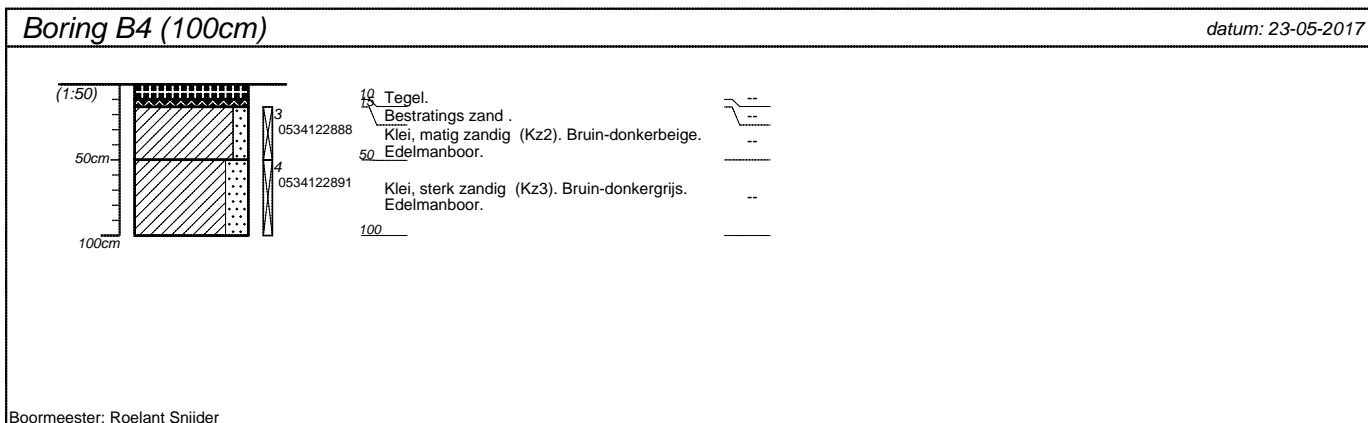 Boring B4 (100cm)
datum: 23-05-2017
(1:50)
50cm
100cm
3
0534122888
4
0534122891
10
Tegel.
--
15
Bestratings zand .
--
Klei, matig zandig (Kz2). Bruin-donkerbeige.
Edelmanboor.
--
50
Klei, sterk zandig (Kz3). Bruin-donkergrijs.
Edelmanboor.
--
100
Boormeester: Roelant Snijder